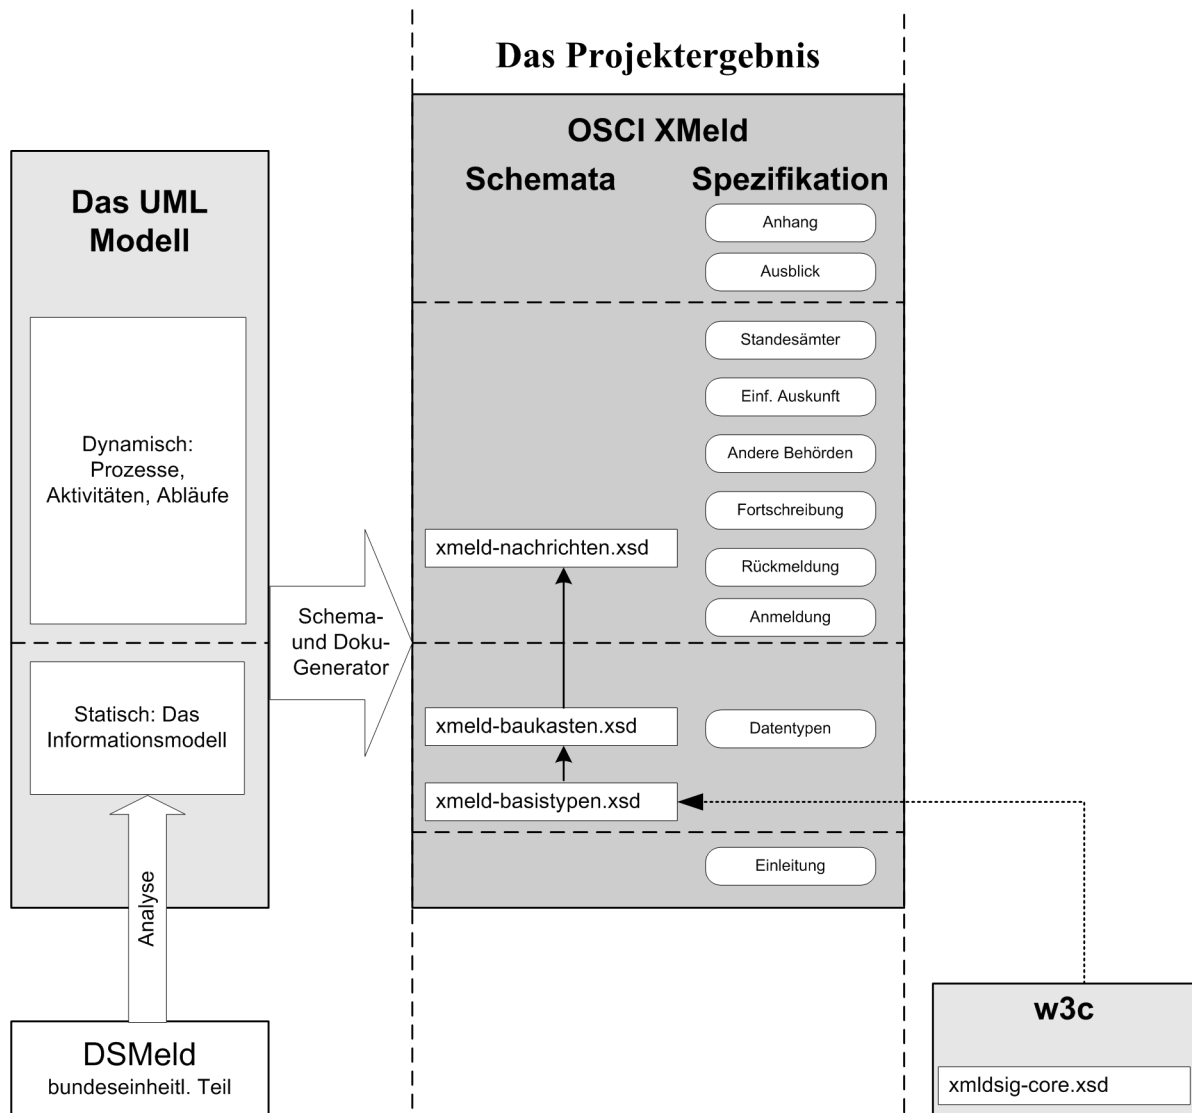 Das Projektergebnis
OSCI XMeld
Schemata
Spezifikation
Das UML
Modell
Anhang
Ausblick
Dynamisch:
Prozesse,
Aktivitäten, Abläufe
Standesämter
Einf. Auskunft
Andere Behörden
Fortschreibung
xmeld-nachrichten.xsd
Rückmeldung
Anmeldung
Schema-
und Doku-
Generator
Statisch: Das
Informationsmodell
xmeld-baukasten.xsd
Datentypen
xmeld-basistypen.xsd
Einleitung
Analyse
DSMeld
bundeseinheitl. Teil
w3c
xmldsig-core.xsd